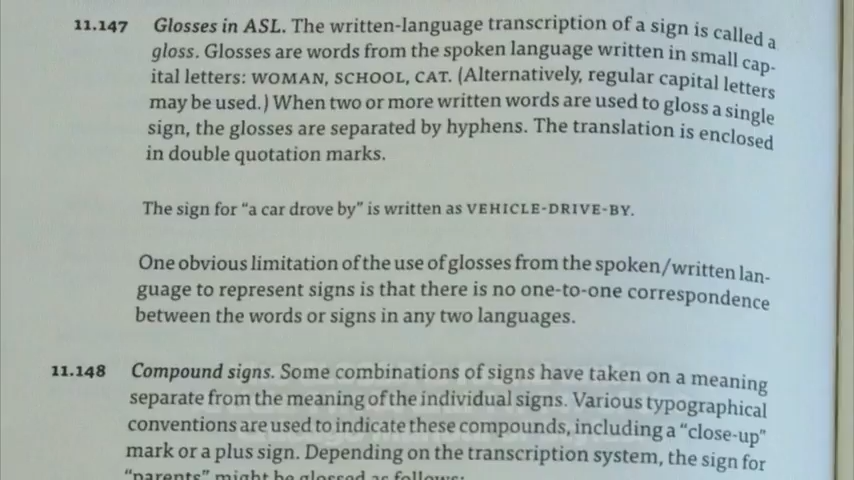 11.147 Glosses in ASL. The written-language transcription of a sign is called a
gloss. Glosses are words from the spoken language written in small cap-
ital letters: WOMAN, SCHOOL, CAT. (Alternatively, regular capital letters
may be used.) When two or more written words are used to gloss a single
sign, the glosses are separated by hyphens. The translation is enclosed
in double quotation marks.
The sign for “a car drove by” is written as VEHICLE-DRIVE-BY.
One obvious limitation of the use of glosses from the spoken/written lan-
guage to represent signs is that there is no one-to-one correspondence
between the words or signs in any two languages.
11.148 Compound signs. Some combinations of signs have taken on a meaning
separate from the meaning of the individual signs. Various typographical
conventions are used to indicate these compounds, including a “close-up”
mark or a plus sign. Depending on the transcription system, the sign for
“parents” might be glossed as follows: